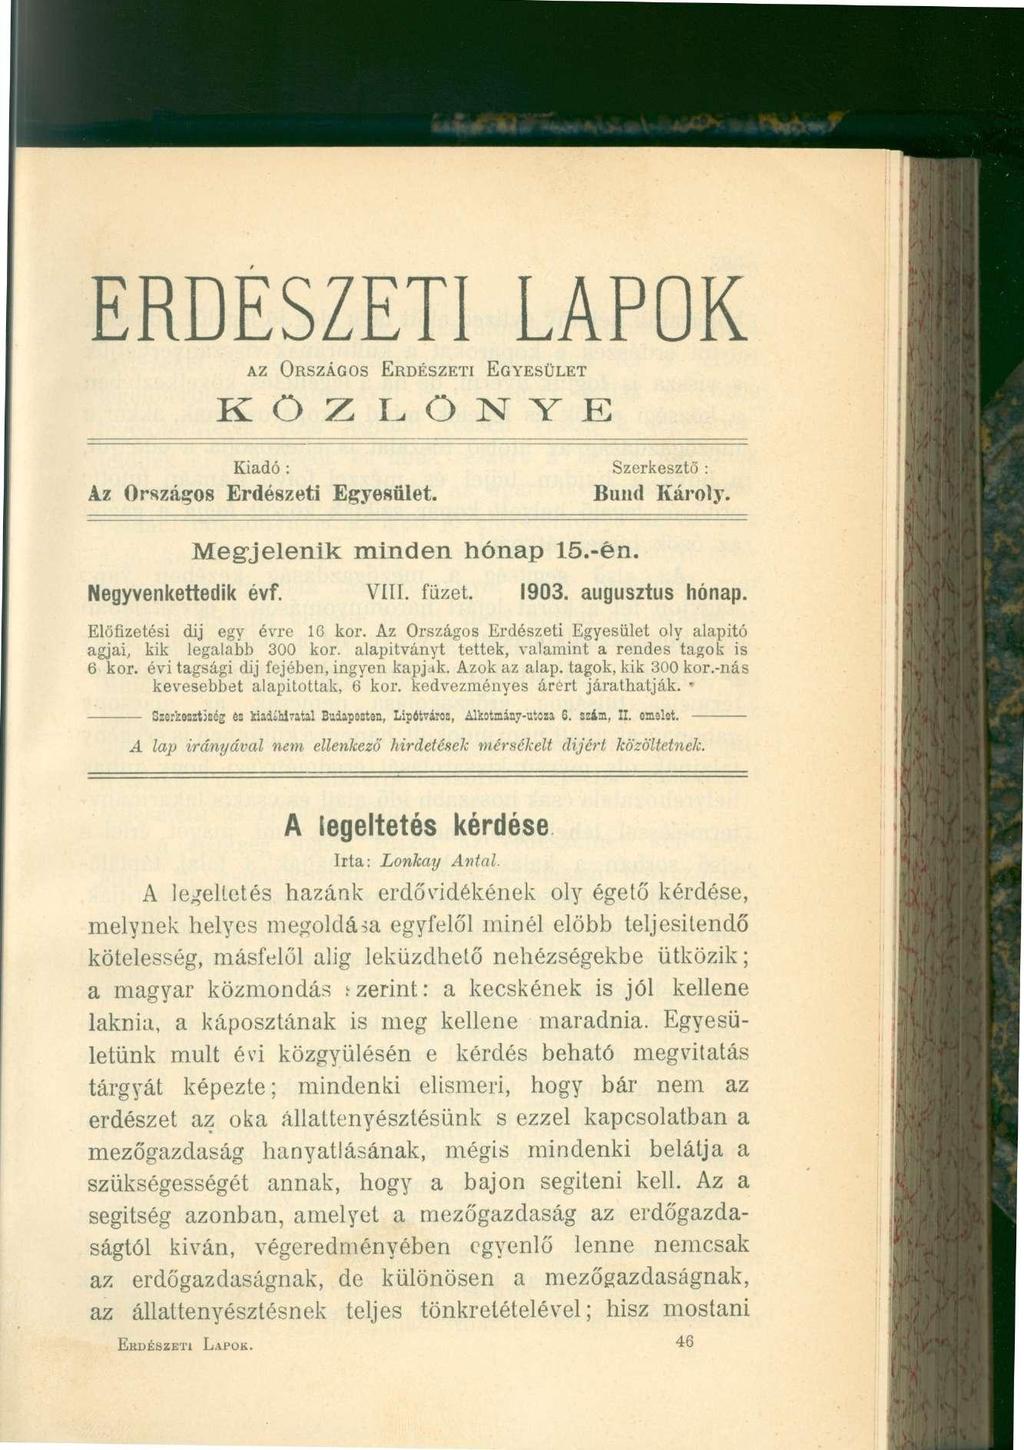 ERDÉSZETI LAPOK
AZ ORSZÁGOS ERDÉSZETI EGYESÜLET
KÖZLÖNYE
Kiadó: Szerkesztő:
Az Országos Erdészeti Egyesület. Bund Károly.
Megjelenik minden hónap 15.-én.
Negyvenkettedik évf. VIII. füzet. 1903. augusztus hónap.
Előfizetési dij egy évre 16 kor. Az Országos Erdészeti Egyesület oly alapitó
agjai, kik legalabb 300 kor. alapitványt tettek, valamint a rendes tagok is
6 kor. évi tagsági dij fejében, ingyen kapjak. Azok az alap. tagok, kik 300 kor.-nás
kevesebbet alapitottak, 6 kor. kedvezményes árért járathatják.
Szerkesztőség és kiadóhivatal Budapesten, Lipótváros, Alkotmány-utcza 6. szám, II. emelet.
A lap irányával nem ellenkező hirdetések mérsékelt dijért közöltetnek.
A legeltetés kérdése.
Irta: Lonkay Antal.
A legeltetés hazánk erdővidékének oly égető kérdése,
melynek helyes megoldása egyfelől minél előbb teljesitendő
kötelesség, másfelől alig leküzdhető nehézségekbe ütközik;
a magyar közmondás szerint: a kecskének is jól kellene
laknia, a káposztának is meg kellene maradnia. Egyesü-
letünk mult évi közgyülésén e kérdés beható megvitatás
tárgyát képezte; mindenki elismeri, hogy bár nem az
erdészet az oka állattenyésztésünk s ezzel kapcsolatban a
mezőgazdaság hanyatlásának, mégis mindenki belátja a
szükségességét annak, hogy a bajon segiteni kell. Az a
segitség azonban, amelyet a mezőgazdaság az erdőgazda-
ságtól kiván, végeredményében egyenlő lenne nemcsak
az erdőgazdaságnak, de különösen a mezőgazdaságnak,
az állattenyésztésnek teljes tönkretételével; hisz mostani
ERDÉSZETI LAPOK. 46